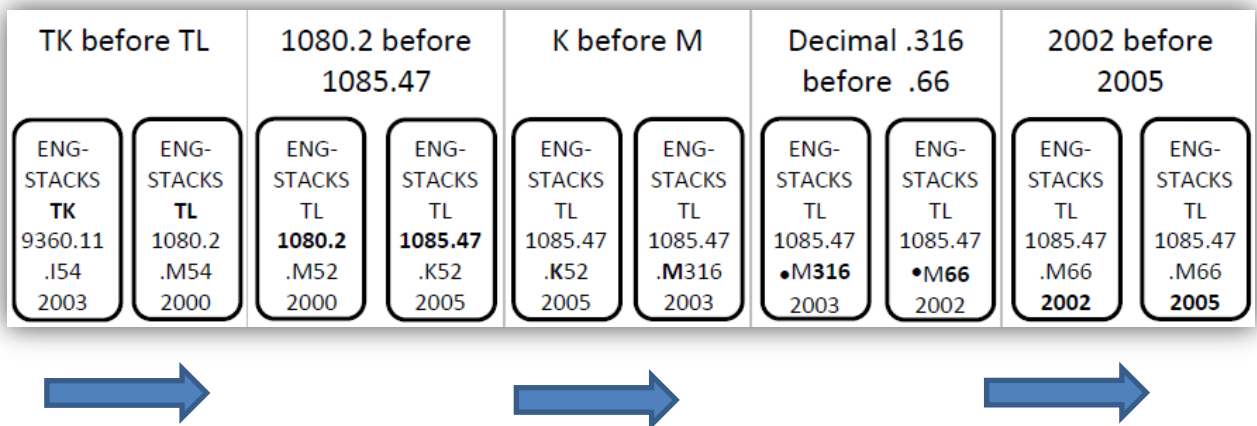 TK before TL
1080.2 before
1085.47
K before M
Decimal .316
before .66
2002 before
2005
ENG-
STACKS
TK
9360.11
.I54
2003
ENG-
STACKS
TL
1080.2
.M54
2000
ENG-
STACKS
TL
1080.2
.M52
2000
ENG-
STACKS
TL
1085.47
.K52
2005
ENG-
STACKS
TL
1085.47
.K52
2005
ENG-
STACKS
TL
1085.47
.M316
2003
ENG-
STACKS
TL
1085.47
•M316
2003
ENG-
STACKS
TL
1085.47
•M66
2002
ENG-
STACKS
TL
1085.47
.M66
2002
ENG-
STACKS
TL
1085.47
.M66
2005